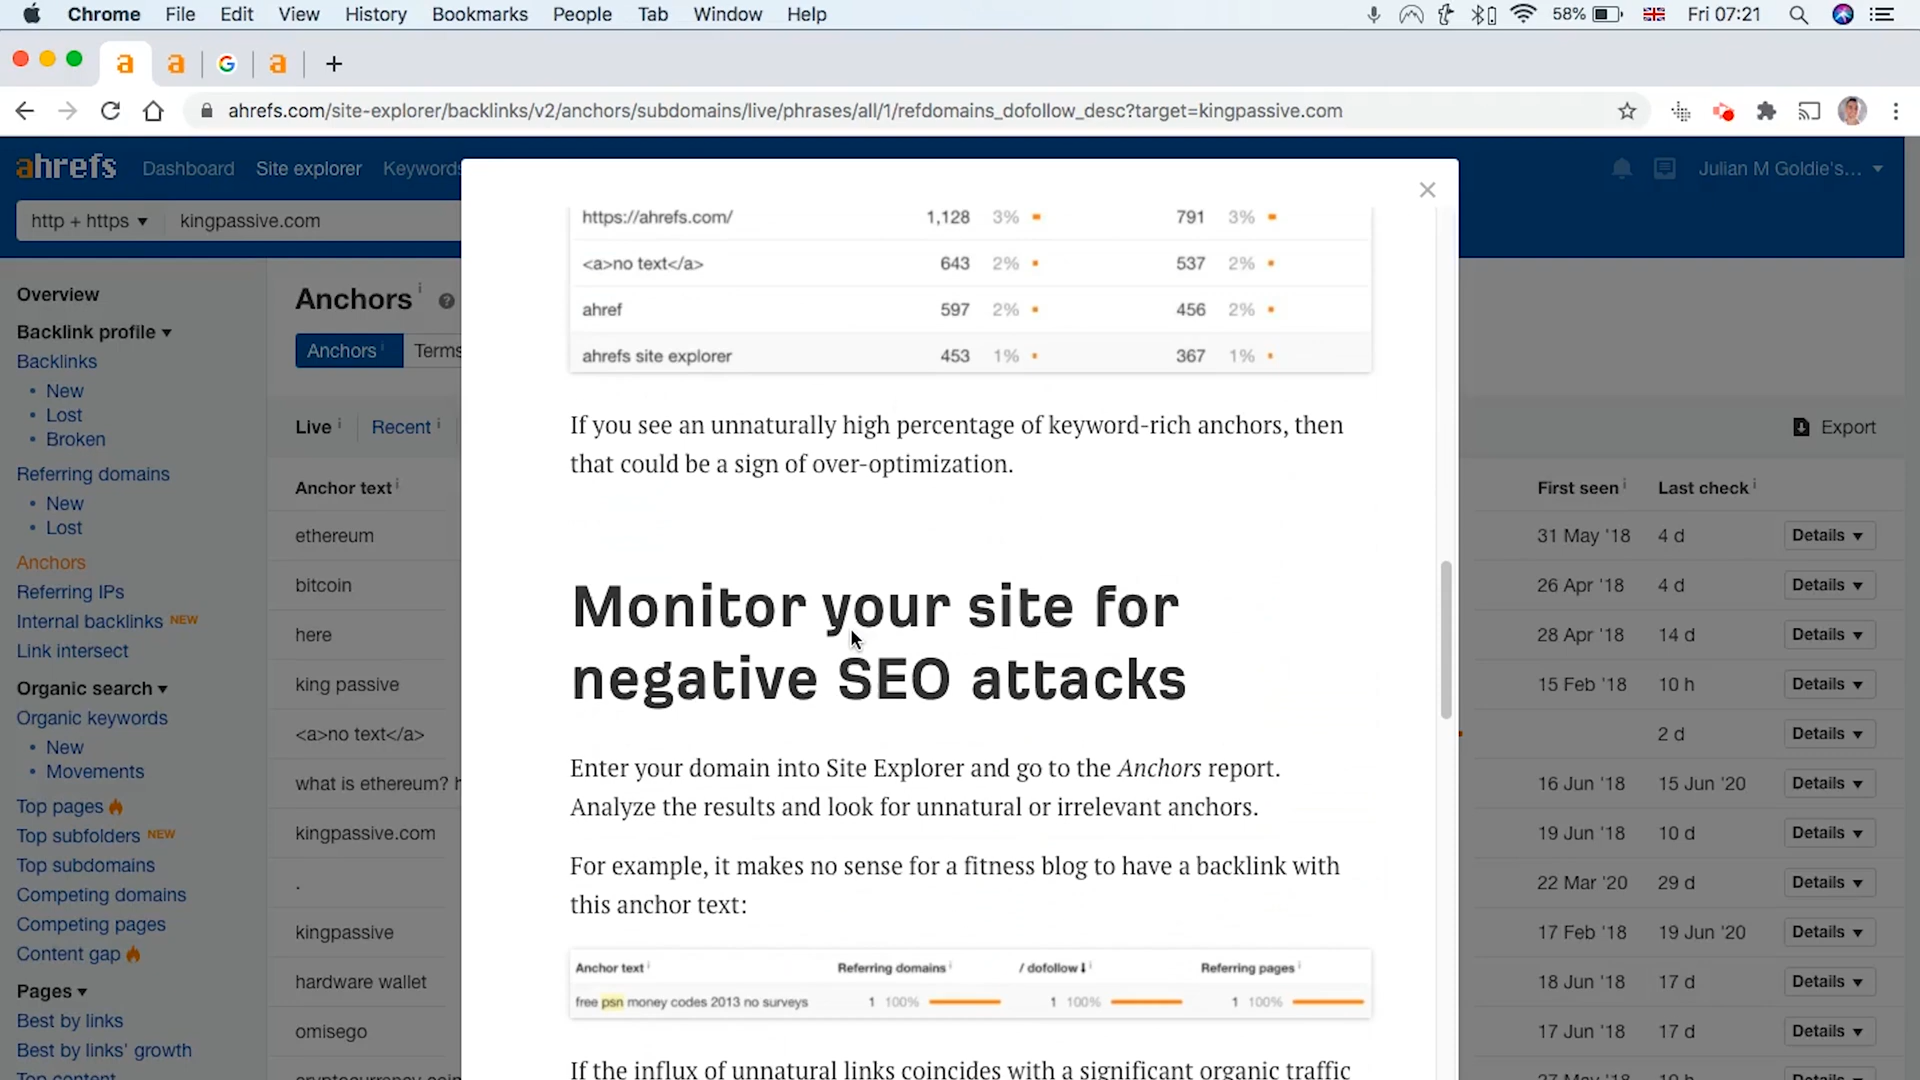 Chrome File Edit View History Bookmarks People Tab Window Help 58% Fri 07:21
ahrefs.com/site-explorer/backlinks/v2/anchors/subdomains/live/phrases/all/1/refdomains_dofollow_desc?target=kingpassive.com
ahrefs Dashboard Site explorer Keywords Julian M Goldie's...
http + https kingpassive.com
Overview
Backlink profile
Backlinks
• New
• Lost
• Broken
Referring domains
• New
• Lost
Anchors
Referring IPs
Internal backlinks NEW
Link intersect
Organic search
Organic keywords
• New
• Movements
Top pages
Top subfolders NEW
Top subdomains
Competing domains
Competing pages
Content gap
Pages
Best by links
Best by links' growth
Top content
Anchors
Anchors Terms
Live Recent
Export
Anchor text
ethereum
bitcoin
here
king passive
<a>no text</a>
what is ethereum?
kingpassive.com
.
kingpassive
hardware wallet
omisego
https://ahrefs.com/ 1,128 3% 791 3%
<a>no text</a> 643 2% 537 2%
ahref 597 2% 456 2%
ahrefs site explorer 453 1% 367 1%
If you see an unnaturally high percentage of keyword-rich anchors, then
that could be a sign of over-optimization.
Monitor your site for
negative SEO attacks
Enter your domain into Site Explorer and go to the Anchors report.
Analyze the results and look for unnatural or irrelevant anchors.
For example, it makes no sense for a fitness blog to have a backlink with
this anchor text:
Anchor text Referring domains / dofollow Referring pages
free psn money codes 2013 no surveys 1 100% 1 100% 1 100%
If the influx of unnatural links coincides with a significant organic traffic
First seen Last check
31 May '18 4 d Details
26 Apr '18 4 d Details
28 Apr '18 14 d Details
15 Feb '18 10 h Details
2 d Details
16 Jun '18 15 Jun '20 Details
19 Jun '18 10 d Details
22 Mar '20 29 d Details
17 Feb '18 19 Jun '20 Details
18 Jun '18 17 d Details
17 Jun '18 17 d Details